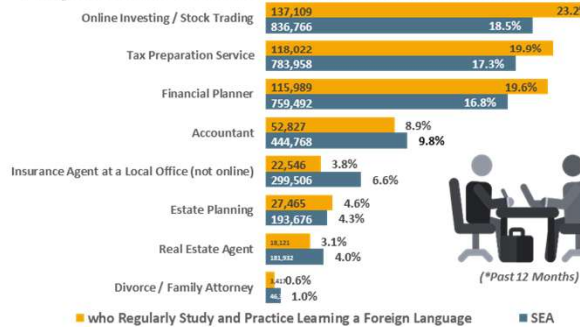 Online Investing / Stock Trading 137,109 23.2
836,766 18.5%
Tax Preparation Service 118,022 19.9%
783,958 17.3%
Financial Planner 115,989 19.6%
759,492 16.8%
Accountant 52,827 8.9%
444,768 9.8%
Insurance Agent at a Local Office (not online) 22,546 3.8%
299,506 6.6%
Estate Planning 27,465 4.6%
193,676 4.3%
Real Estate Agent 18,121 3.1%
181,932 4.0%
Divorce / Family Attorney 0.6%
1.0%
(*Past 12 Months)
who Regularly Study and Practice Learning a Foreign Language SEA